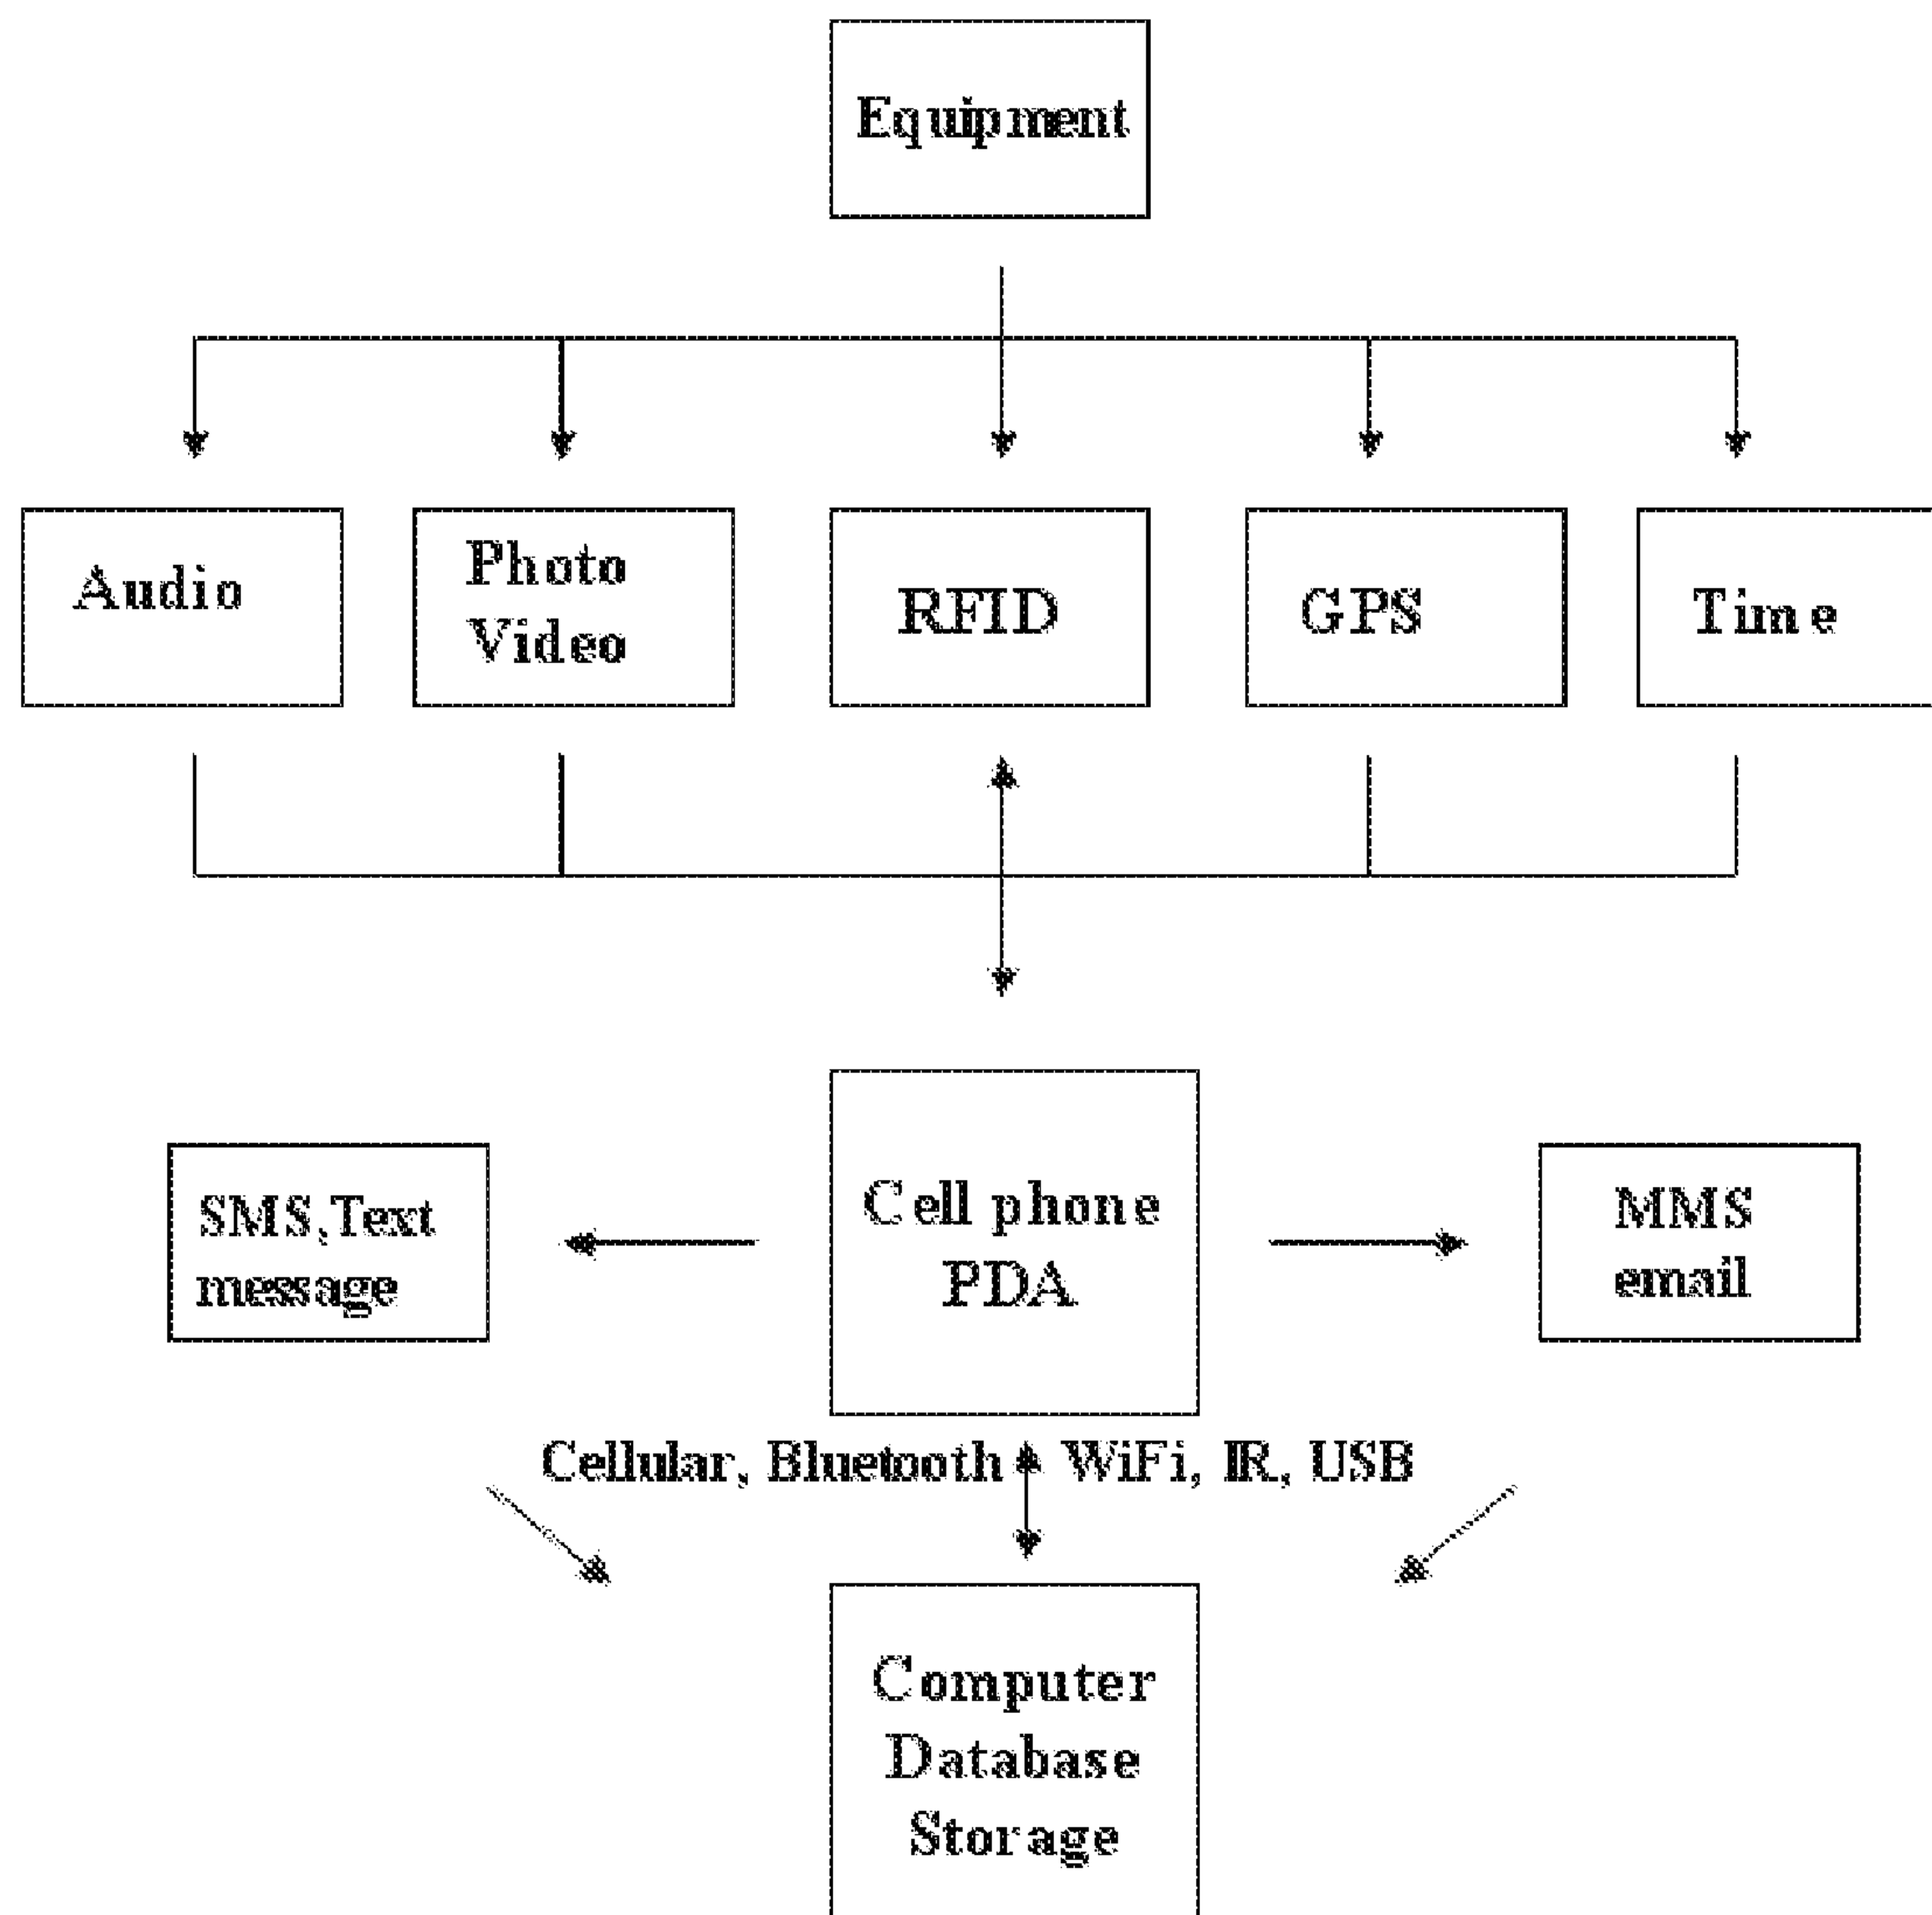 Equipment
Audio
Photo
Video
RFID
GPS
Time
SMS,Text
message
Cell phone
PDA
MMS
email
Cellular, Bluetooth WiFi, IR, USB
Computer
Database
Storage